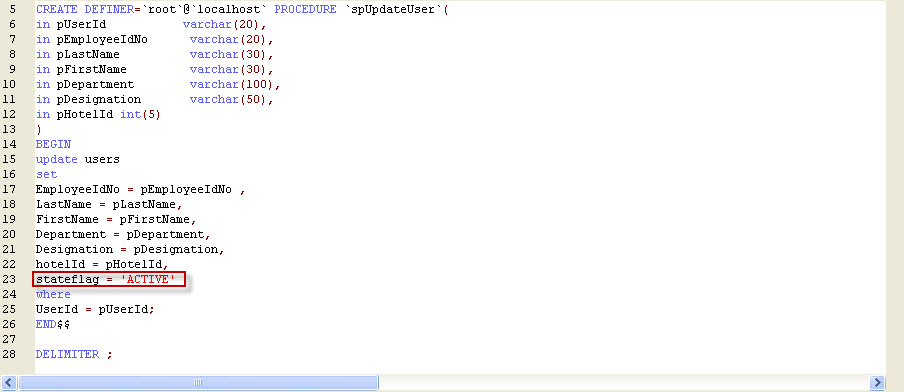 5 CREATE DEFINER=`root`@`localhost` PROCEDURE `spUpdateUser`(
6 in pUserId varchar(20),
7 in pEmployeeIdNo varchar(20),
8 in pLastName varchar(30),
9 in pFirstName varchar(30),
10 in pDepartment varchar(100),
11 in pDesignation varchar(50),
12 in pHotelId int(5)
13 )
14 BEGIN
15 update users
16 set
17 EmployeeIdNo = pEmployeeIdNo ,
18 LastName = pLastName,
19 FirstName = pFirstName,
20 Department = pDepartment,
21 Designation = pDesignation,
22 hotelId = pHotelId,
23 stateflag = 'ACTIVE'
24 where
25 UserId = pUserId;
26 END$$
27
28 DELIMITER ;